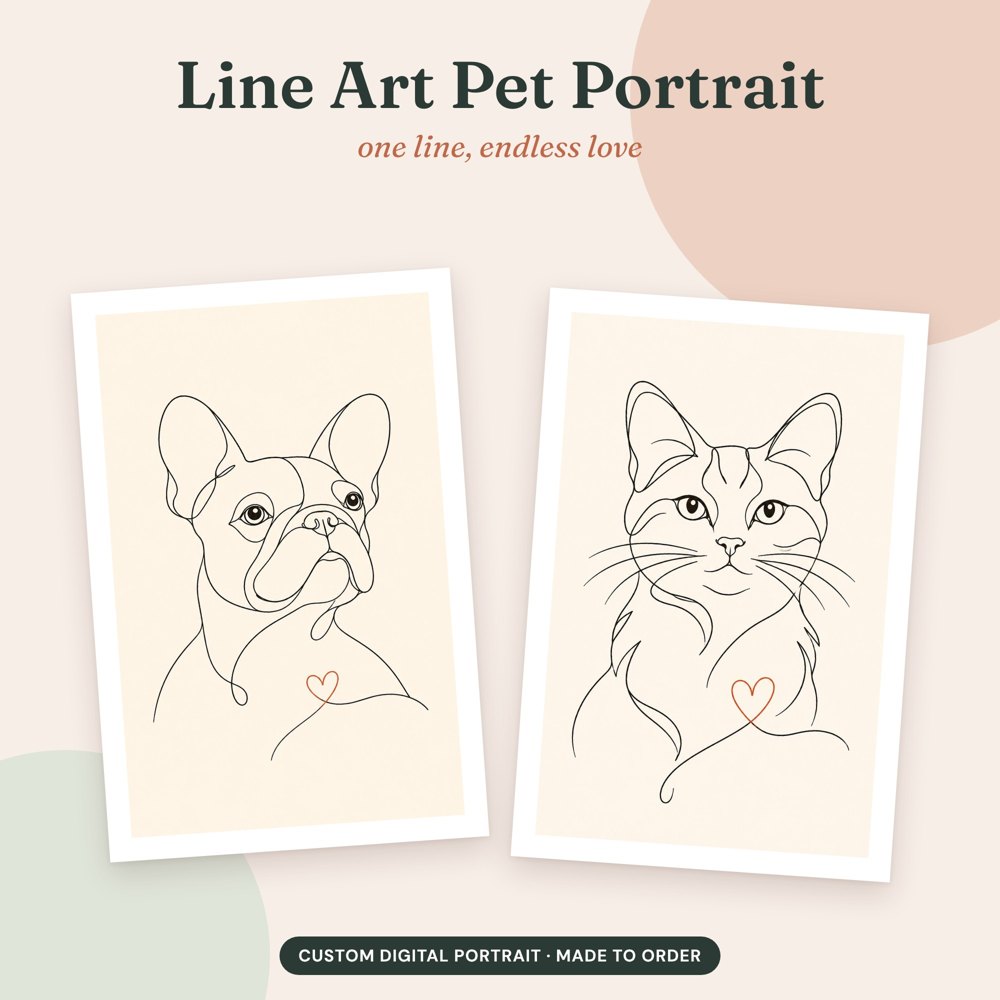 Line Art Pet Portrait
one line, endless love
CUSTOM DIGITAL PORTRAIT · MADE TO ORDER